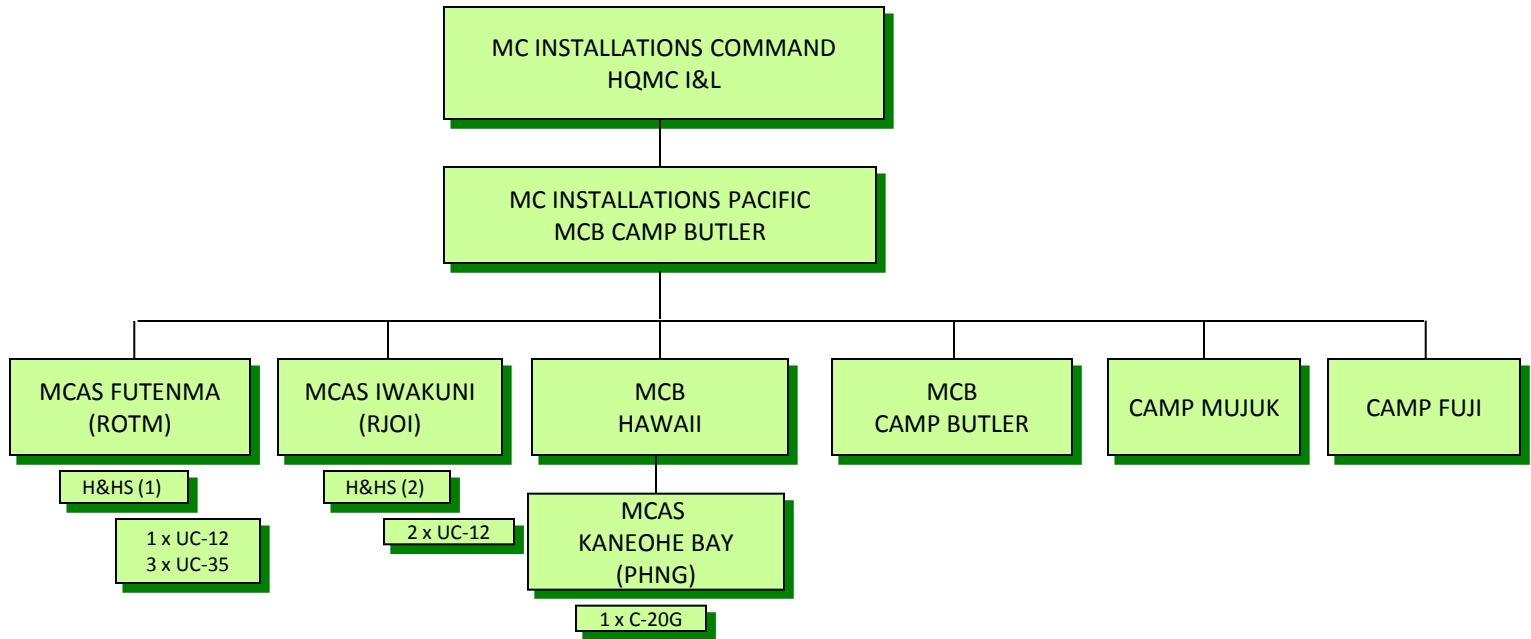 MC INSTALLATIONS COMMAND
HQMC I&L
MC INSTALLATIONS PACIFIC
MCB CAMP BUTLER
MCAS FUTENMA
(ROTM)
H&HS (1)
1 x UC-12
3 x UC-35
MCAS IWAKUNI
(RJOI)
H&HS (2)
2 x UC-12
MCB
HAWAII
MCAS
KANEOHE BAY
(PHNG)
1 x C-20G
MCB
CAMP BUTLER
CAMP MUJUK
CAMP FUJI